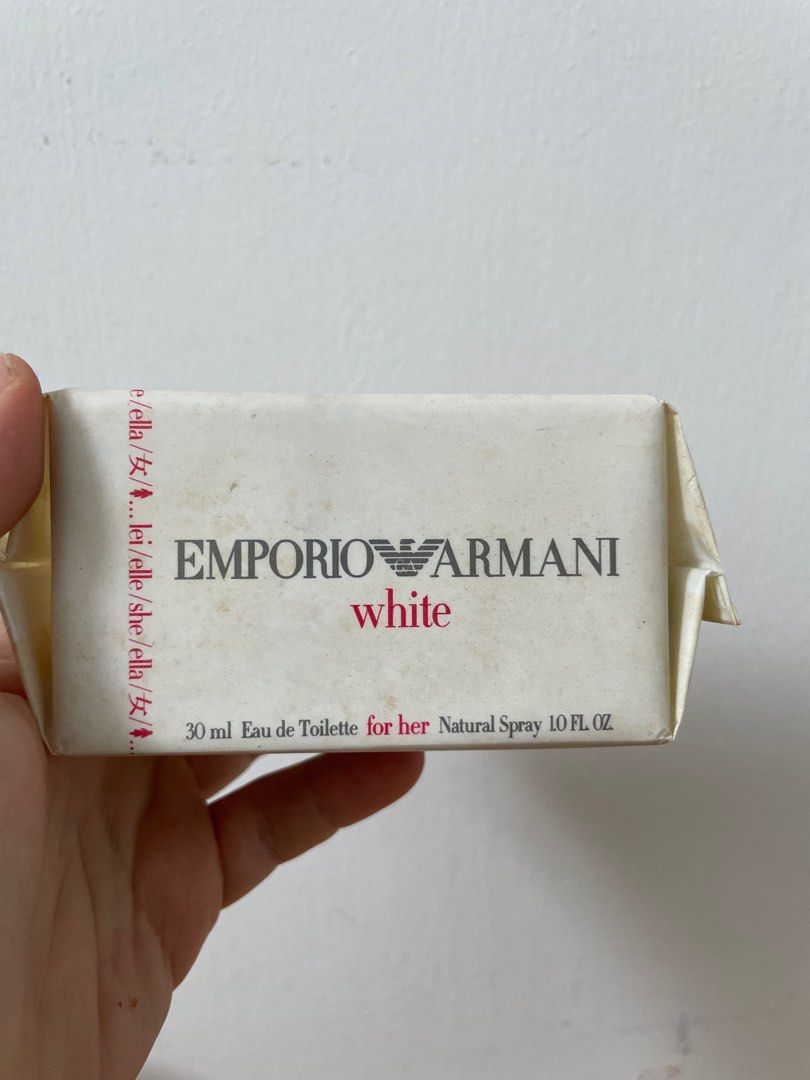 EMPORIO ARMANI
white
30 ml Eau de Toilette for her Natural Spray 1.0 FL. OZ.
e/ella/女/... lei/elle/she/ella/女/...